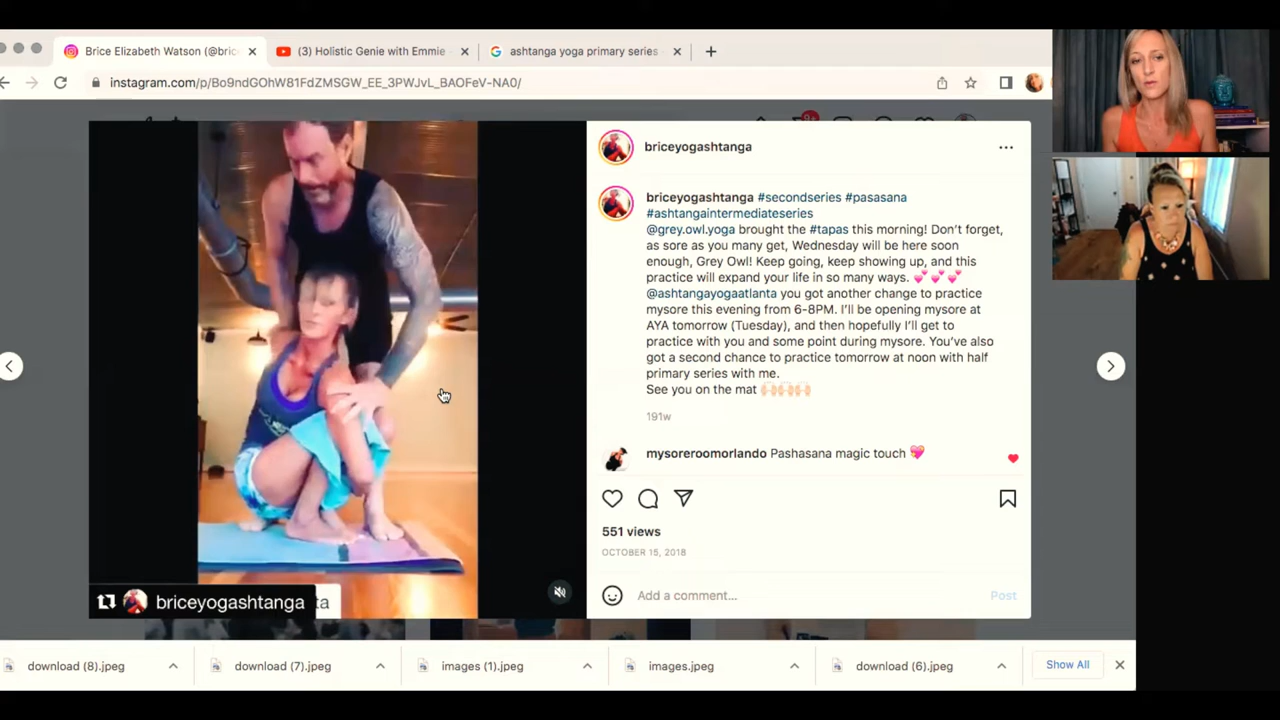 Brice Elizabeth Watson (@bric
(3) Holistic Genie with Emmie -
ashtanga yoga primary series
instagram.com/p/Bo9ndGOhW81FdZMSGW_EE_3PWJvL_BAOFeV-NA0/
9+
briceyogashtanga
briceyogashtanga #secondseries #pasasana
#ashtangaintermediateseries
@grey.owl.yoga brought the #tapas this morning! Don't forget,
as sore as you many get, Wednesday will be here soon
enough, Grey Owl! Keep going, keep showing up, and this
practice will expand your life in so many ways. 💕💕💕
@ashtangayogaatlanta you got another change to practice
mysore this evening from 6-8PM. I'll be opening mysore at
AYA tomorrow (Tuesday), and then hopefully I'll get to
practice with you and some point during mysore. You've also
got a second chance to practice tomorrow at noon with half
primary series with me.
See you on the mat 🙌🏻🙌🏻🙌🏻
191w
mysoreroomorlando Pashasana magic touch 💖
551 views
OCTOBER 15, 2018
Add a comment...
Post
briceyogashtanga ta
download (8).jpeg
download (7).jpeg
images (1).jpeg
images.jpeg
download (6).jpeg
Show All